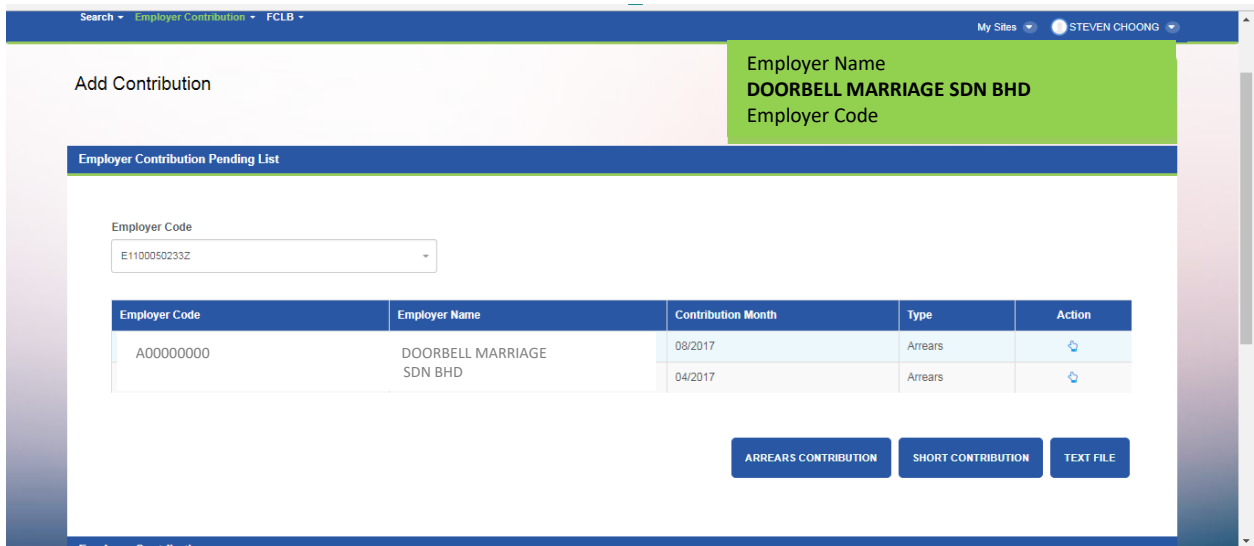 Search Employer Contribution FCLB
My Sites STEVEN CHOONG
Add Contribution
Employer Name
DOORBELL MARRIAGE SDN BHD
Employer Code
Employer Contribution Pending List
Employer Code
E1100050233Z
Employer Code Employer Name Contribution Month Type Action
A00000000 DOORBELL MARRIAGE
SDN BHD
08/2017 Arrears
04/2017 Arrears
ARREARS CONTRIBUTION SHORT CONTRIBUTION TEXT FILE